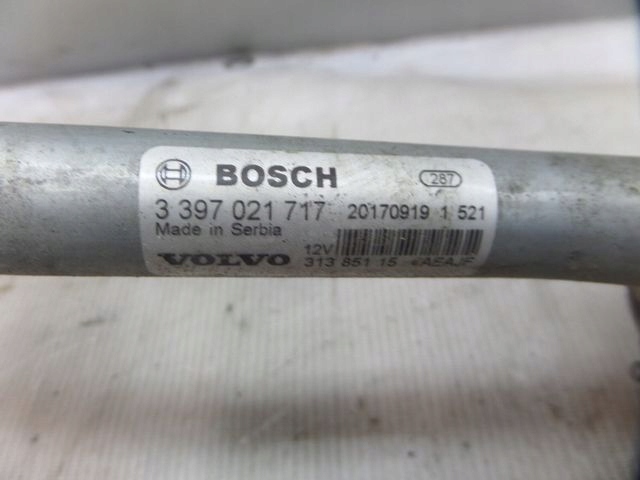 BOSCH 287
3 397 021 717 20170919 1 521
Made in Serbia
12V
VOLVO 313 851 15